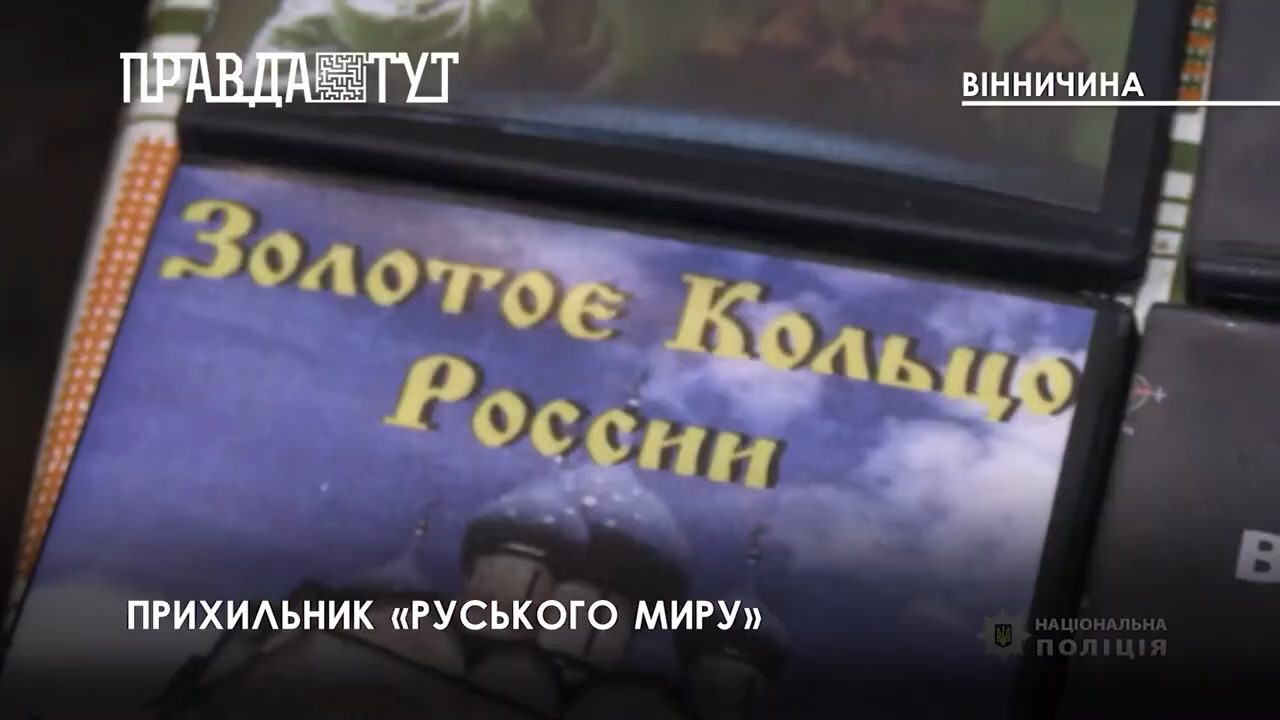 ПРАВДА ТУТ
ВІННИЧИНА
Золотое Кольцо
России
В
ПРИХИЛЬНИК «РУСЬКОГО МИРУ»
НАЦІОНАЛЬНА
ПОЛІЦІЯ